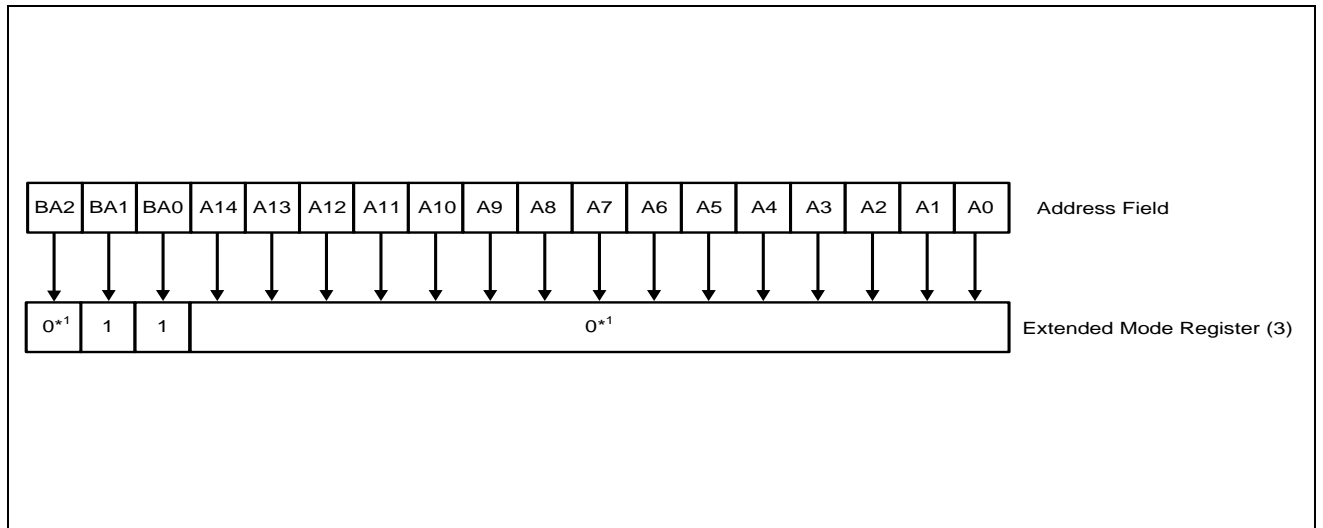 BA2 BA1 BA0 A14 A13 A12 A11 A10 A9 A8 A7 A6 A5 A4 A3 A2 A1 A0 Address Field
0*1 1 1 0*1 Extended Mode Register (3)